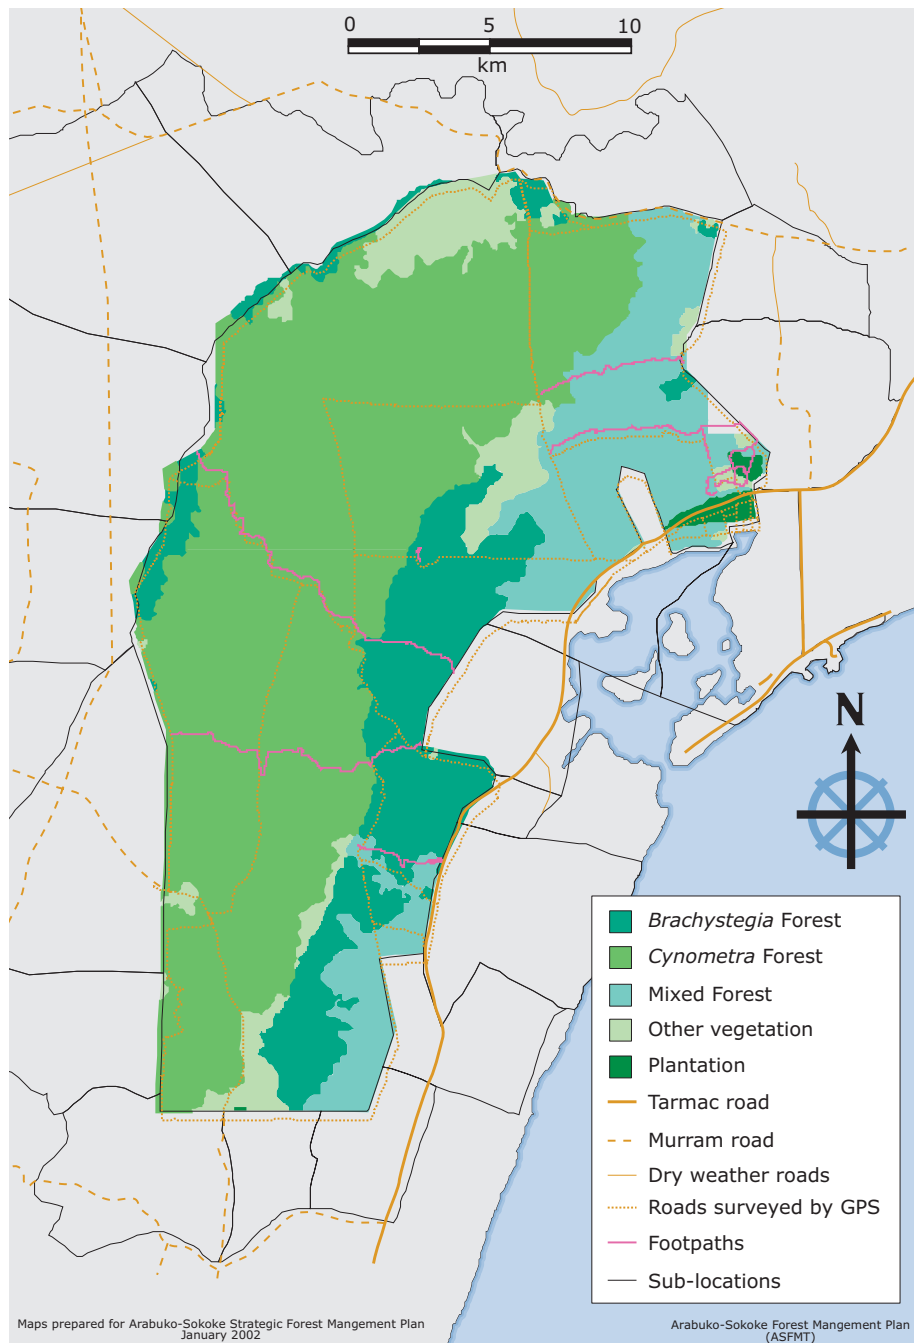 0 5 10
km
N
Brachystegia Forest
Cynometra Forest
Mixed Forest
Other vegetation
Plantation
Tarmac road
Murram road
Dry weather roads
Roads surveyed by GPS
Footpaths
Sub-locations
Maps prepared for Arabuko-Sokoke Strategic Forest Mangement Plan
January 2002
Arabuko-Sokoke Forest Mangement Plan
(ASFMT)